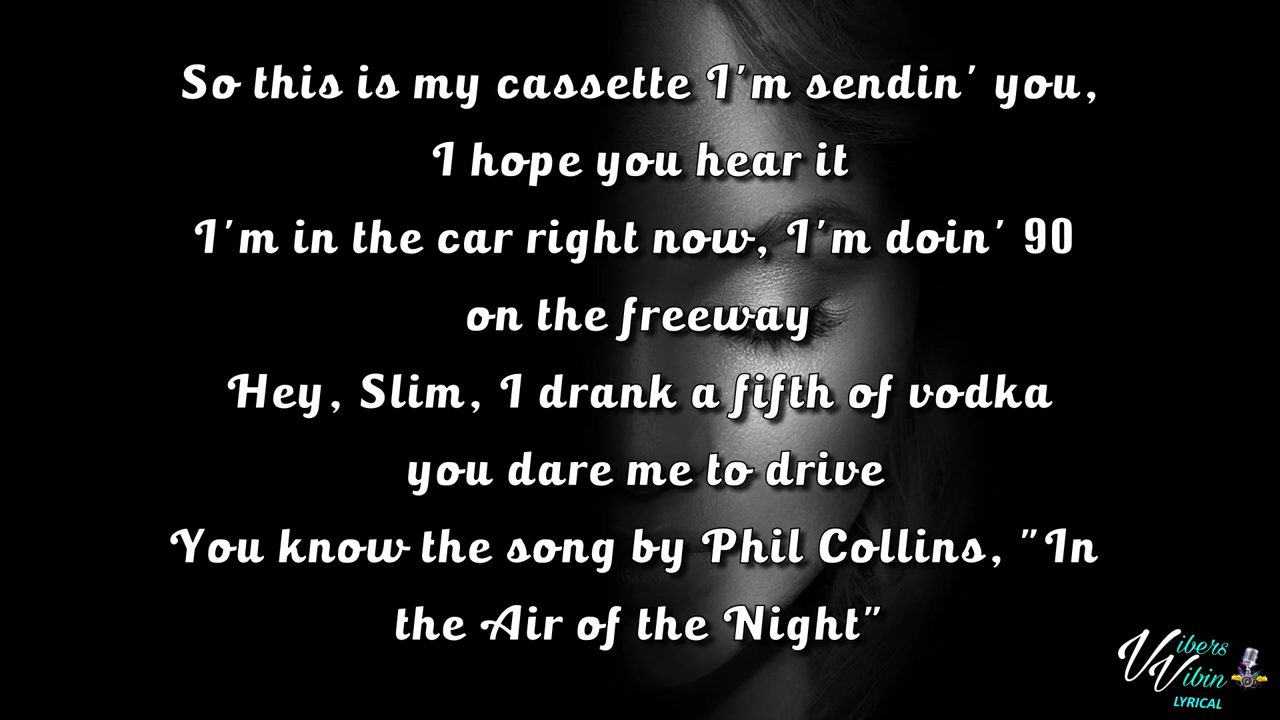 So this is my cassette I'm sendin' you,
I hope you hear it
I'm in the car right now, I'm doin' 90
on the freeway
Hey, Slim, I drank a fifth of vodka
you dare me to drive
You know the song by Phil Collins, "In
the Air of the Night"
Vibers
Vibin
LYRICAL